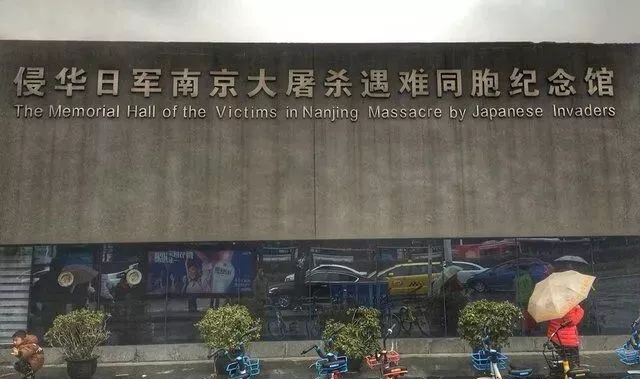 侵华日军南京大屠杀遇难同胞纪念馆
The Memorial Hall of the Victims in Nanjing Massacre by Japanese Invaders